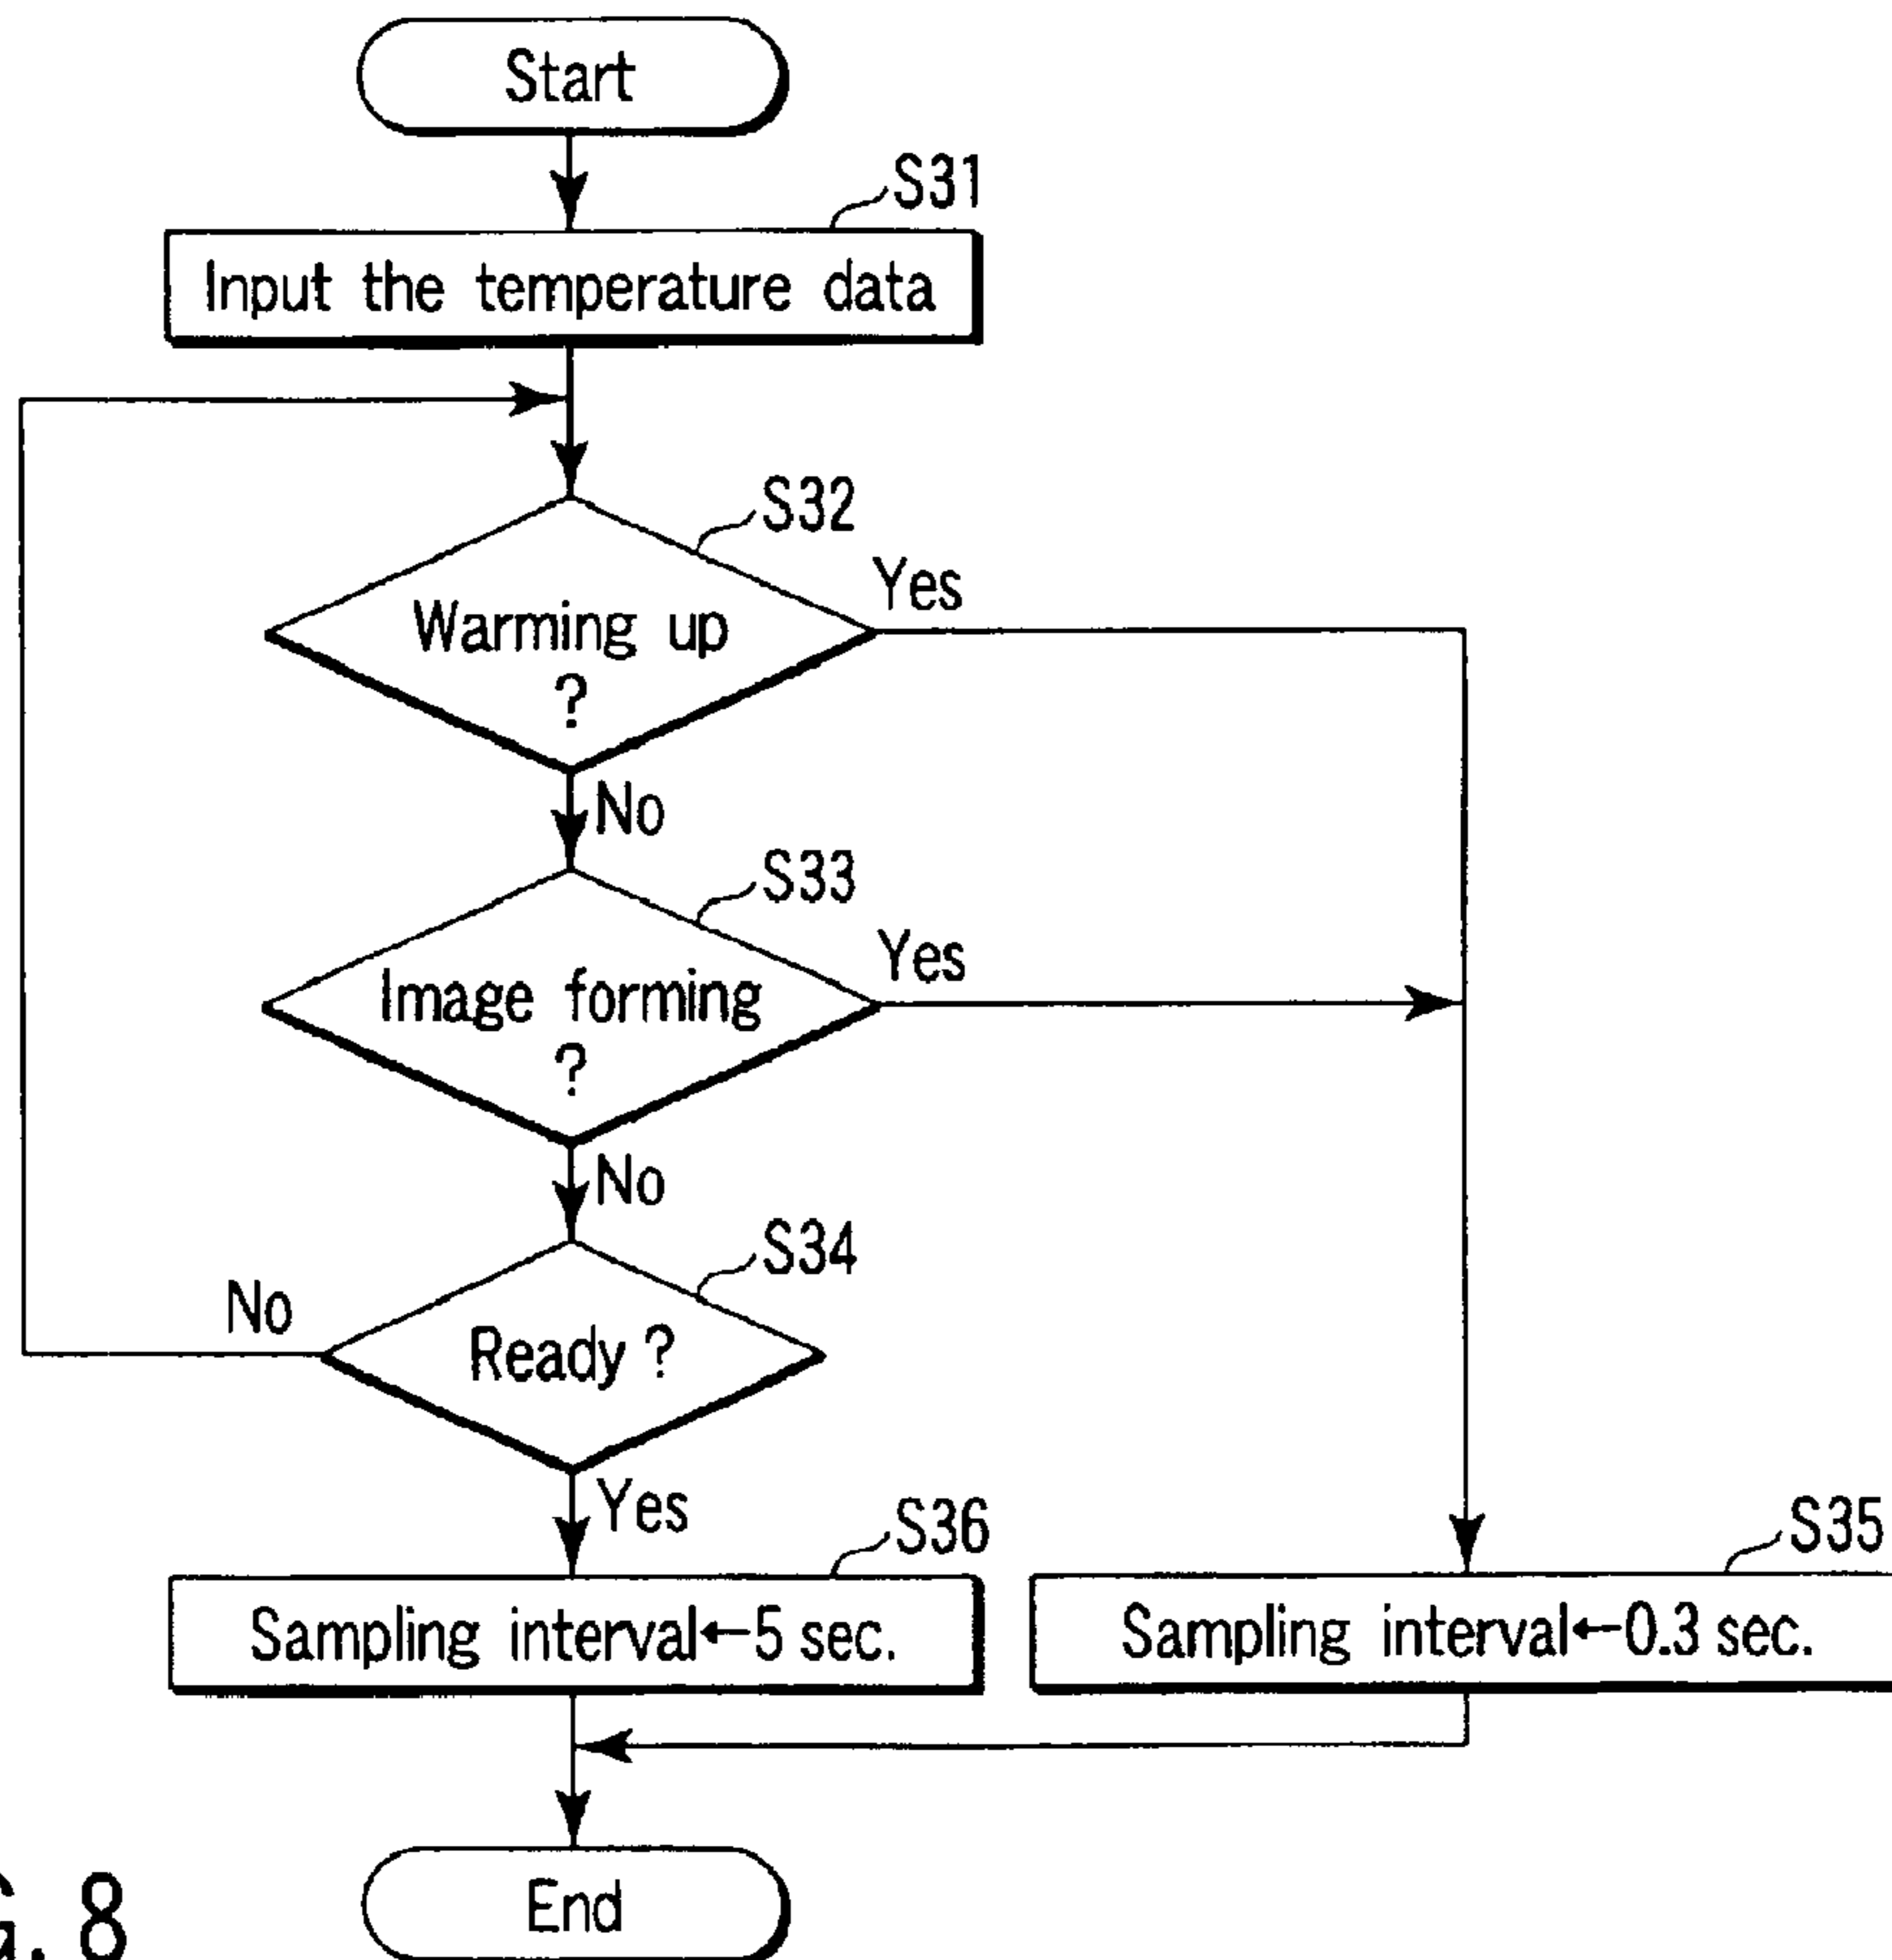 Start
S31
Input the temperature data
S32
Warming up
?
Yes
No
S33
Image forming
?
Yes
No
S34
Ready ?
No
Yes
S36
Sampling interval←5 sec.
S35
Sampling interval←0.3 sec.
End
G. 8